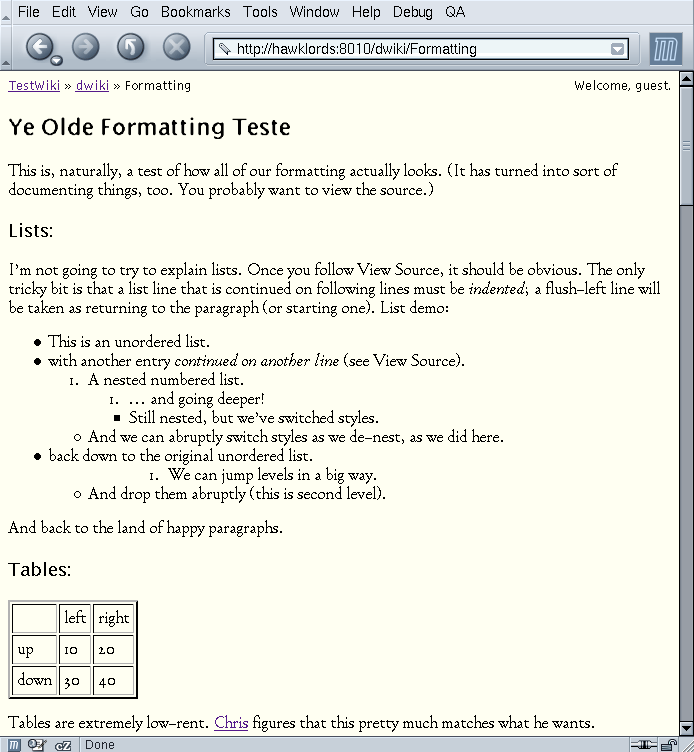 File Edit View Go Bookmarks Tools Window Help Debug QA
http://hawklords:8010/dwiki/Formatting
TestWiki » dwiki » Formatting Welcome, guest.
Ye Olde Formatting Teste
This is, naturally, a test of how all of our formatting actually looks. (It has turned into sort of
documenting things, too. You probably want to view the source.)
Lists:
I'm not going to try to explain lists. Once you follow View Source, it should be obvious. The only
tricky bit is that a list line that is continued on following lines must be indented; a flush-left line will
be taken as returning to the paragraph (or starting one). List demo:
• This is an unordered list.
• with another entry continued on another line (see View Source).
1. A nested numbered list.
1. ... and going deeper!
▪ Still nested, but we've switched styles.
○ And we can abruptly switch styles as we de-nest, as we did here.
• back down to the original unordered list.
1. We can jump levels in a big way.
○ And drop them abruptly (this is second level).
And back to the land of happy paragraphs.
Tables:
left right
up 10 20
down 30 40
Tables are extremely low-rent. Chris figures that this pretty much matches what he wants.
Done